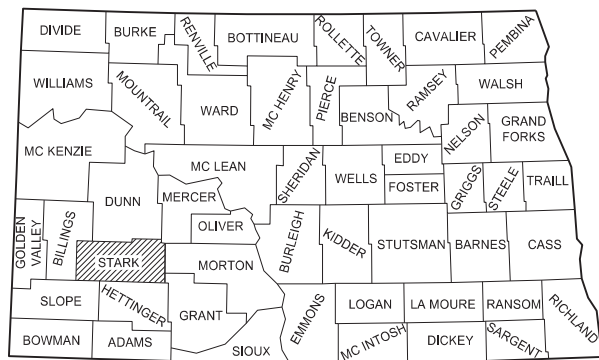 DIVIDE
BURKE
RENVILLE
BOTTINEAU
ROLLETTE
TOWNER
CAVALIER
PEMBINA
WILLIAMS
MOUNTRAIL
WARD
MC HENRY
PIERCE
BENSON
RAMSEY
WALSH
NELSON
GRAND
FORKS
MC KENZIE
MC LEAN
SHERIDAN
WELLS
EDDY
FOSTER
GRIGGS
STEELE
TRAILL
DUNN
MERCER
OLIVER
GOLDEN
VALLEY
BILLINGS
STARK
MORTON
BURLEIGH
KIDDER
STUTSMAN
BARNES
CASS
SLOPE
HETTINGER
GRANT
EMMONS
LOGAN
LA MOURE
RANSOM
RICHLAND
BOWMAN
ADAMS
SIOUX
MC INTOSH
DICKEY
SARGENT